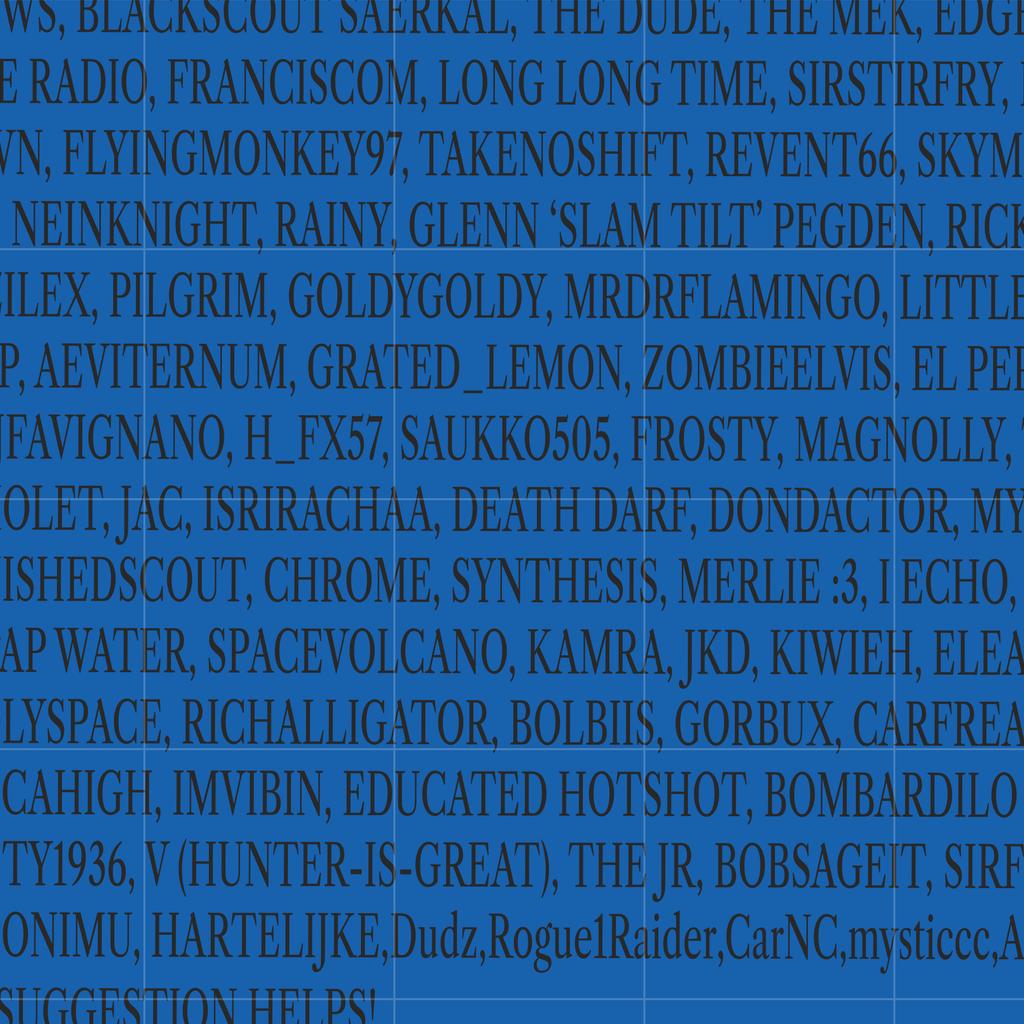 WS, BLACKSCOUT SAERKAL, THE DUDE, THE MEK, EDGE
E RADIO, FRANCISCOM, LONG LONG TIME, SIRSTIRFRY,
WN, FLYINGMONKEY97, TAKENOSHIFT, REVENT66, SKYM
NEINKNIGHT, RAINY, GLENN ‘SLAM TILT’ PEGDEN, RICK
EILEX, PILGRIM, GOLDYGOLDY, MRDRFLAMINGO, LITTLE
P, AEVITERNUM, GRATED_LEMON, ZOMBIEELVIS, EL PEE
JFAVIGNANO, H_FX57, SAUKKO505, FROSTY, MAGNOLLY,
IOLET, JAC, ISRIRACHAA, DEATH DARF, DONDACTOR, MY
ISHEDSCOUT, CHROME, SYNTHESIS, MERLIE :3, I ECHO,
AP WATER, SPACEVOLCANO, KAMRA, JKD, KIWIEH, ELEA
LYSPACE, RICHALLIGATOR, BOLBIIS, GORBUX, CARFREA
CAHIGH, IMVIBIN, EDUCATED HOTSHOT, BOMBARDILO
TY1936, V (HUNTER-IS-GREAT), THE JR, BOBSAGEIT, SIRF
ONIMU, HARTELIJKE,Dudz,Rogue1Raider,CarNC,mysticcc,A
SUGGESTION HELPS!